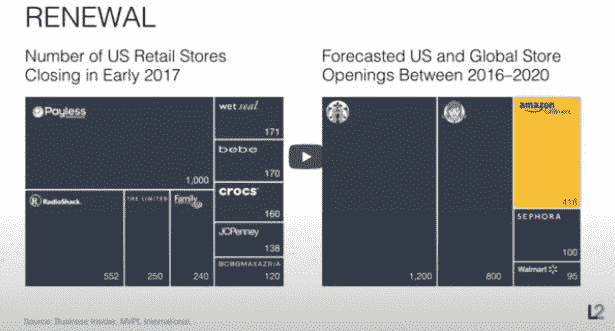 RENEWAL
Number of US Retail Stores
Closing in Early 2017
Payless
1,000
RadioShack.
552
THE LIMITED
250
Family
240
wet seal.
171
bebe
170
crocs
160
JCPenney
138
BCBGMAXAZRIA
120
Forecasted US and Global Store
Openings Between 2016–2020
1,200
800
amazon
416
SEPHORA
100
Walmart
95
Source: Business Insider, MVPL International.
L2